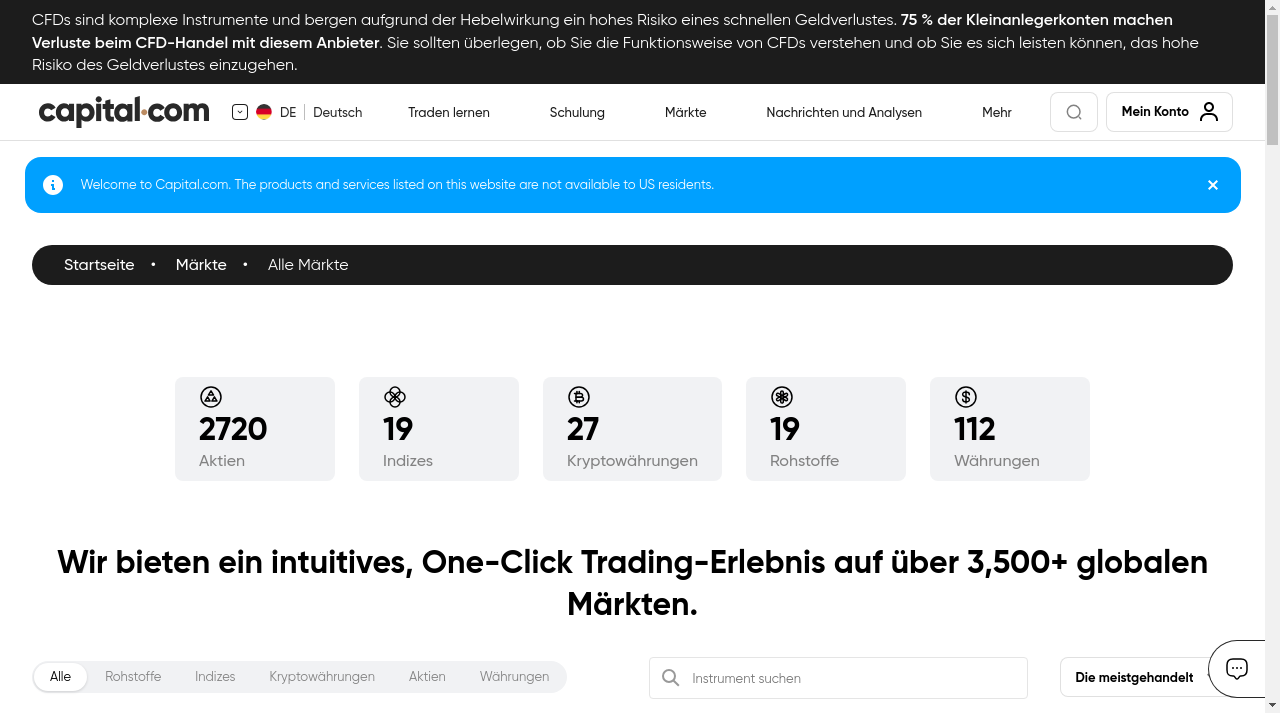 CFDs sind komplexe Instrumente und bergen aufgrund der Hebelwirkung ein hohes Risiko eines schnellen Geldverlustes. 75 % der Kleinanlegerkonten machen
Verluste beim CFD-Handel mit diesem Anbieter. Sie sollten überlegen, ob Sie die Funktionsweise von CFDs verstehen und ob Sie es sich leisten können, das hohe
Risiko des Geldverlustes einzugehen.
capital.com DE Deutsch Traden lernen Schulung Märkte Nachrichten und Analysen Mehr Mein Konto
Welcome to Capital.com. The products and services listed on this website are not available to US residents.
Startseite • Märkte • Alle Märkte
2720 19 27 19 112
Aktien Indizes Kryptowährungen Rohstoffe Währungen
Wir bieten ein intuitives, One-Click Trading-Erlebnis auf über 3,500+ globalen
Märkten.
Alle Rohstoffe Indizes Kryptowährungen Aktien Währungen Instrument suchen Die meistgehandelt